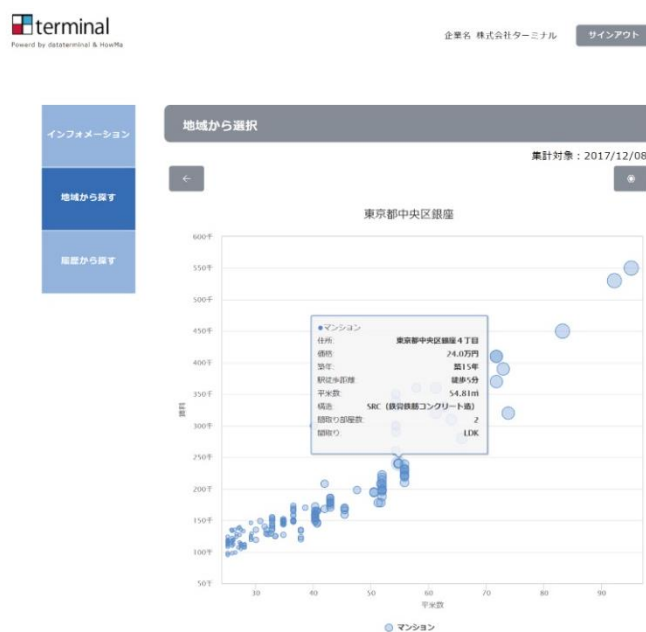 terminal
Powerd by dataterminal & HowMa
企業名 株式会社ターミナル
サインアウト
インフォメーション
地域から探す
履歴から探す
地域から選択
集計対象：2017/12/08
東京都中央区銀座
600千
550千
500千
450千
400千
350千
300千
250千
200千
150千
100千
50千
30
40
50
60
70
80
90
平米数
マンション
住所: 東京都中央区銀座４丁目
価格: 24.0万円
築年: 築15年
駅徒歩距離 徒歩5分
平米数: 54.81㎡
構造: SRC（鉄骨鉄筋コンクリート造）
間取り部屋数: 2
間取り: LDK
マンション